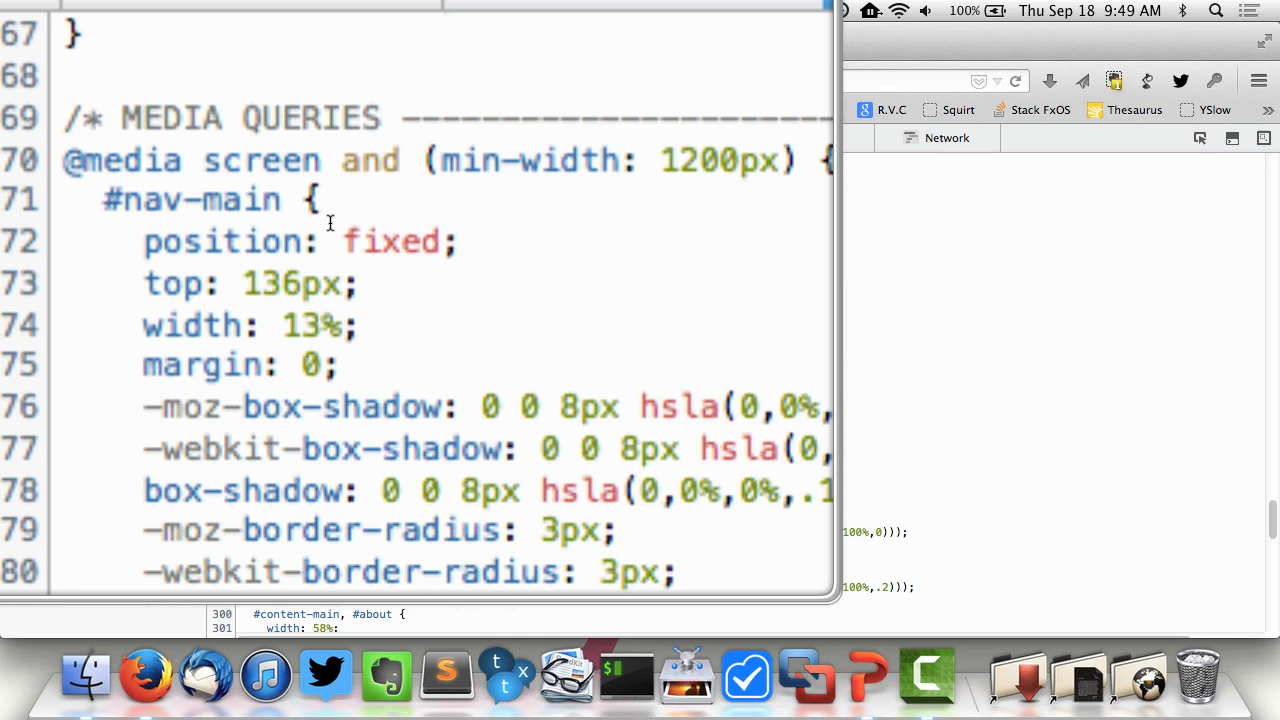 100% Thu Sep 18 9:49 AM
R.V.C Squirt Stack FxOS Thesaurus YSlow »
Network
67 }
68
69 /* MEDIA QUERIES ----------------------
70 @media screen and (min-width: 1200px) {
71 #nav-main {
72 position: fixed;
73 top: 136px;
74 width: 13%;
75 margin: 0;
76 -moz-box-shadow: 0 0 8px hsla(0,0%,
77 -webkit-box-shadow: 0 0 8px hsla(0,
78 box-shadow: 0 0 8px hsla(0,0%,0%,.1
79 -moz-border-radius: 3px;
80 -webkit-border-radius: 3px;
100%,0)));
100%,.2)));
300 #content-main, #about {
301 width: 58%;
S
t x t
$
C